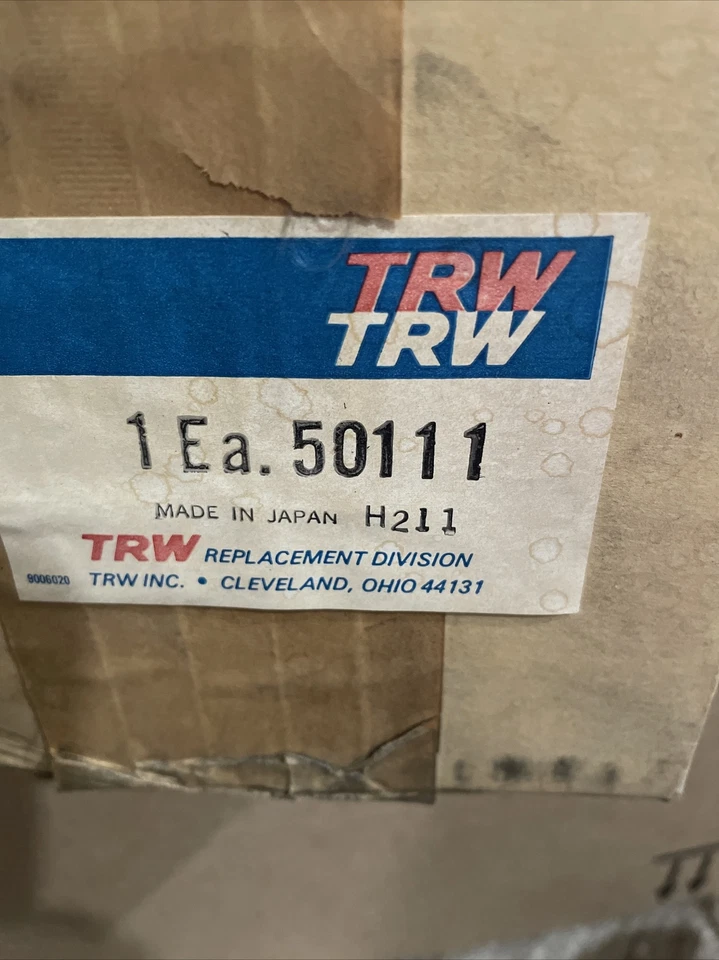 TRW
TRW
1 Ea. 50111
MADE IN JAPAN H211
TRW REPLACEMENT DIVISION
9006020 TRW INC. • CLEVELAND, OHIO 44131